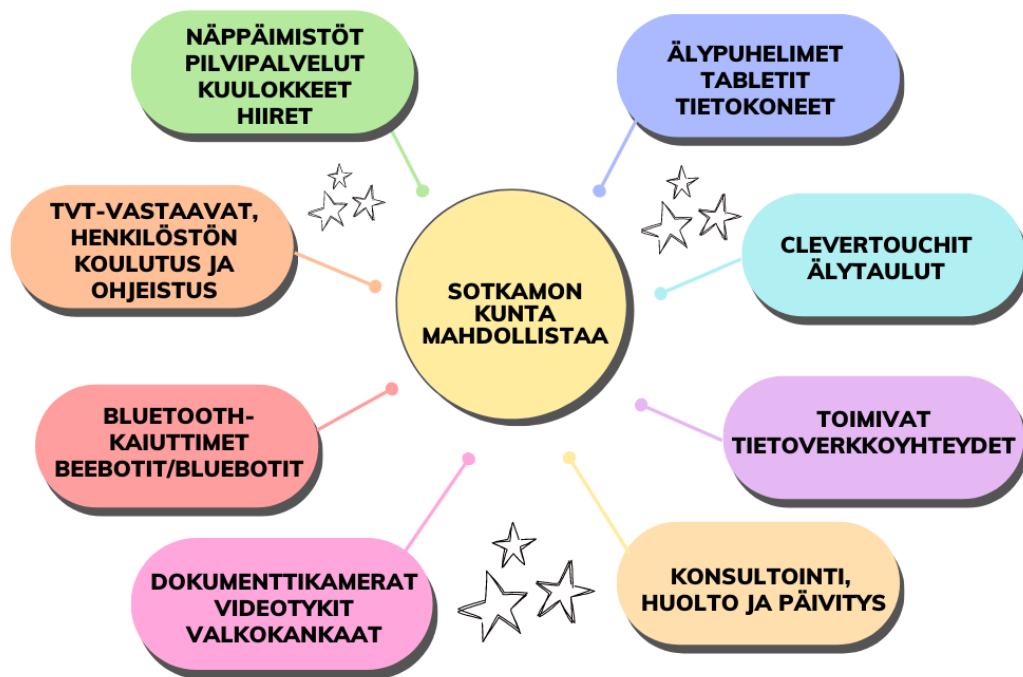 NÄPPÄIMISTÖT
PILVIPALVELUT
KUULOKKEET
HIIRET
ÄLYPUHELIMET
TABLETIT
TIETOKONEET
TVT-VASTAAVAT,
HENKILÖSTÖN
KOULUTUS JA
OHJEISTUS
SOTKAMON
KUNTA
MAHDOLLISTAA
CLEVERTOUCHIT
ÄLYTAULUT
BLUETOOTH-
KAIUTTIMET
BEEBOTIT/BLUEBOTIT
TOIMIVAT
TIETOVERKKOYHTEYDET
DOKUMENTTIKAMERAT
VIDEOTYKIT
VALKOKANKAAT
KONSULTOINTI,
HUOLTO JA PÄIVITYS